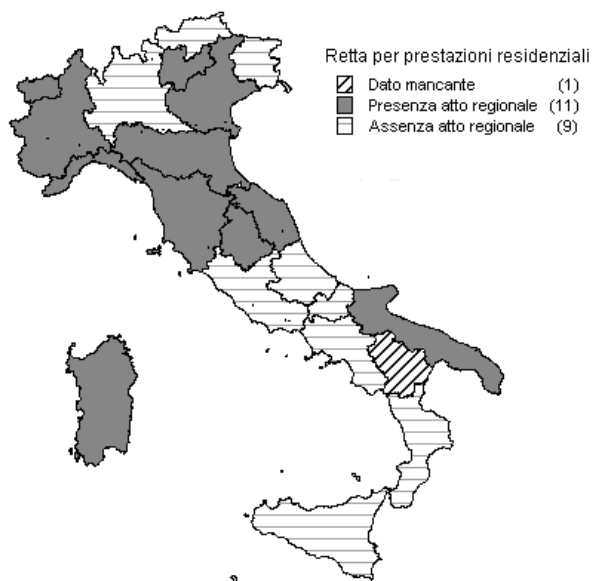 Retta per prestazioni residenziali
Dato mancante (1)
Presenza atto regionale (11)
Assenza atto regionale (9)